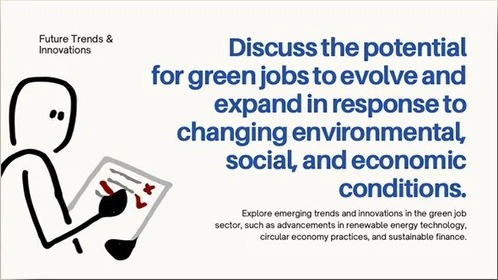 Future Trends &
Innovations
Discuss the potential
for green jobs to evolve and
expand in response to
changing environmental,
social, and economic
conditions.
Explore emerging trends and innovations in the green job
sector, such as advancements in renewable energy technology,
circular economy practices, and sustainable finance.